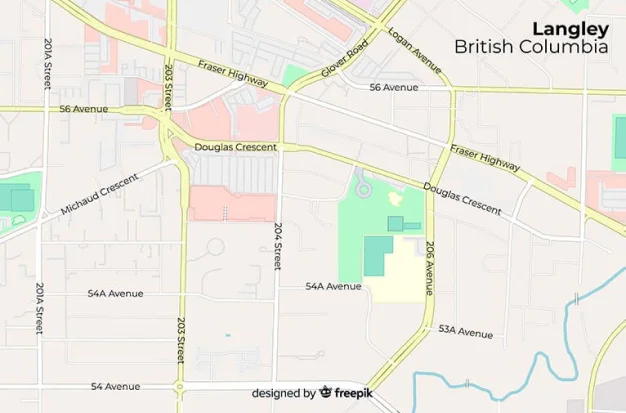 Langley
British Columbia
201A Street
203 Street
Fraser Highway
Glover Road
Logan Avenue
56 Avenue
56 Avenue
Douglas Crescent
Fraser Highway
Michaud Crescent
Douglas Crescent
204 Street
206 Avenue
201A Street
54A Avenue
54A Avenue
203 Street
53A Avenue
54 Avenue
designed by freepik